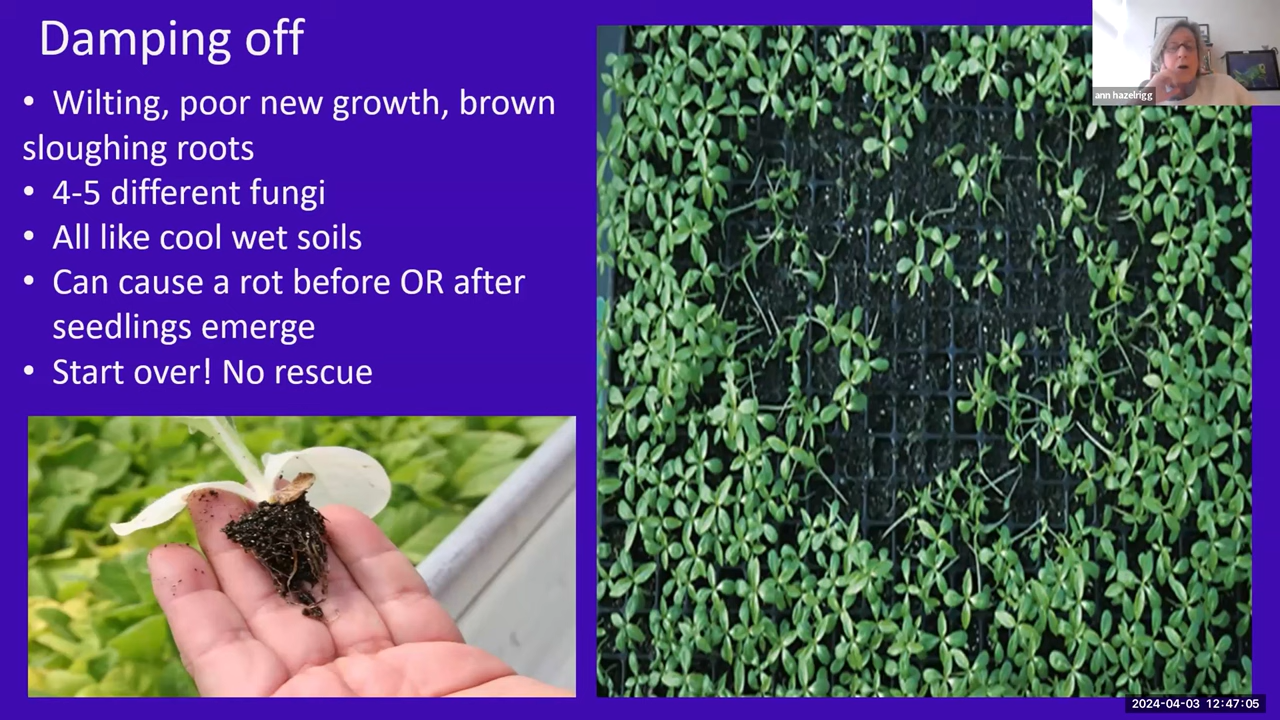 Damping off
• Wilting, poor new growth, brown
sloughing roots
• 4-5 different fungi
• All like cool wet soils
• Can cause a rot before OR after
seedlings emerge
• Start over! No rescue
ann hazelrigg
2024-04-03 12:47:05